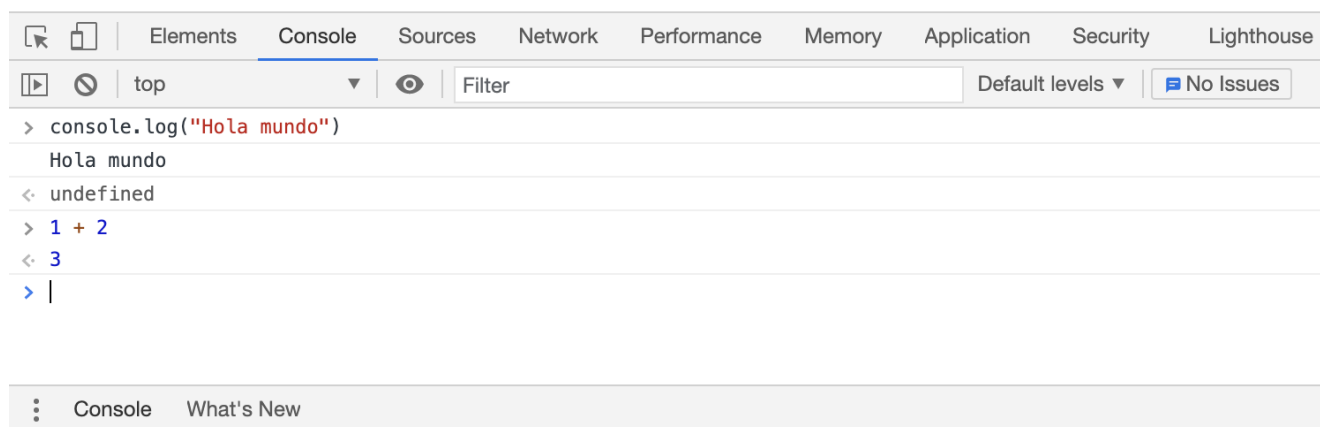 Elements Console Sources Network Performance Memory Application Security Lighthouse
top Filter Default levels No Issues
> console.log("Hola mundo")
Hola mundo
undefined
> 1 + 2
3
>
Console What's New